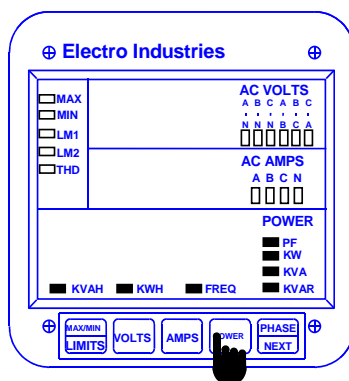 Electro Industries
MAX
MIN
LM1
LM2
THD
AC VOLTS
A B C A B C
N N N B C A
AC AMPS
A B C N
POWER
PF
KW
KVA
KVAH KWH FREQ KVAR
MAX/MIN
LIMITS
VOLTS
AMPS
PHASE
NEXT